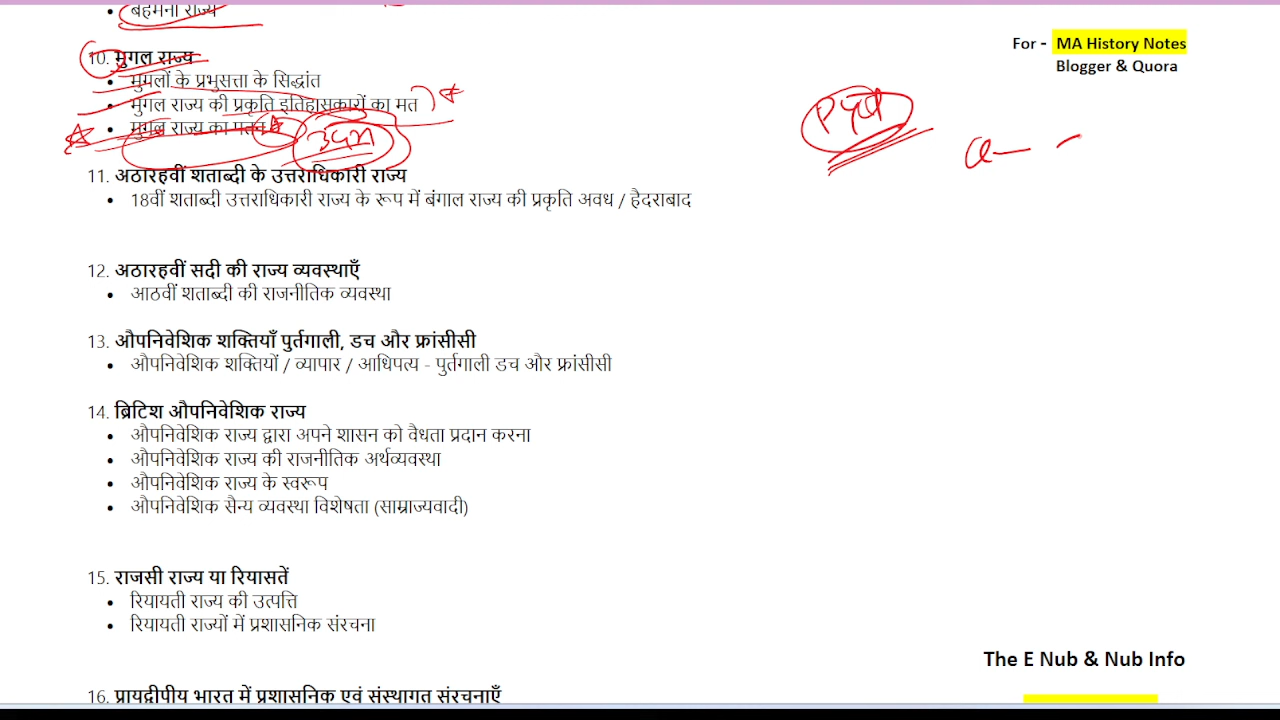 बहमनी राज्य
For - MA History Notes
Blogger & Quora
10. मुगल राज्य
• मुगलों के प्रभुसत्ता के सिद्धांत
• मुगल राज्य की प्रकृति इतिहासकारों का मत
• मुगल राज्य का पतन
11. अठारहवीं शताब्दी के उत्तराधिकारी राज्य
• 18वीं शताब्दी उत्तराधिकारी राज्य के रूप में बंगाल राज्य की प्रकृति अवध / हैदराबाद
12. अठारहवीं सदी की राज्य व्यवस्थाएँ
• आठवीं शताब्दी की राजनीतिक व्यवस्था
13. औपनिवेशिक शक्तियाँ पुर्तगाली, डच और फ्रांसीसी
• औपनिवेशिक शक्तियों / व्यापार / आधिपत्य - पुर्तगाली डच और फ्रांसीसी
14. ब्रिटिश औपनिवेशिक राज्य
• औपनिवेशिक राज्य द्वारा अपने शासन को वैधता प्रदान करना
• औपनिवेशिक राज्य की राजनीतिक अर्थव्यवस्था
• औपनिवेशिक राज्य के स्वरूप
• औपनिवेशिक सैन्य व्यवस्था विशेषता (साम्राज्यवादी)
15. राजसी राज्य या रियासतें
• रियायती राज्य की उत्पत्ति
• रियायती राज्यों में प्रशासनिक संरचना
The E Nub & Nub Info
16. प्रायद्वीपीय भारत में प्रशासनिक एवं संस्थागत संरचनाएँ